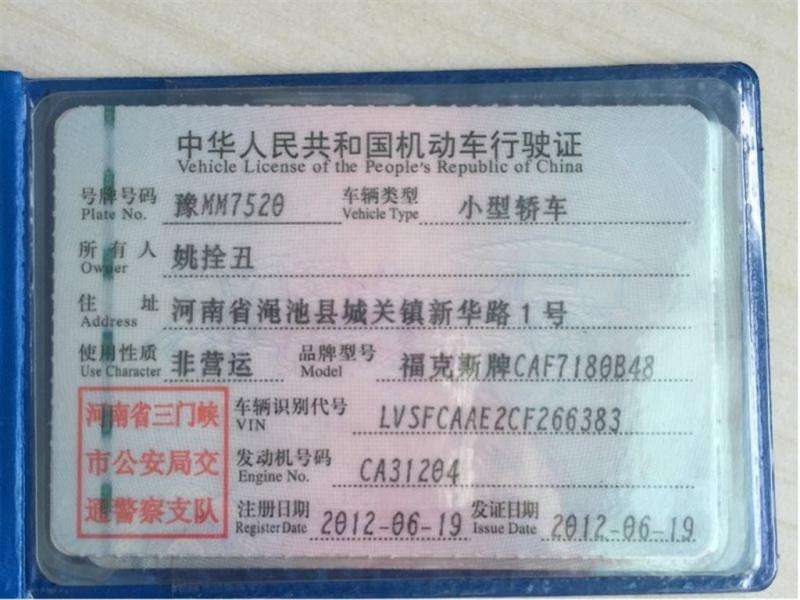 中华人民共和国机动车行驶证
Vehicle License of the People's Republic of China
号牌号码 豫MM7520 车辆类型 小型轿车
Plate No. Vehicle Type
所有人 姚拴丑
Owner
住址 河南省渑池县城关镇新华路1号
Address
使用性质 非营运 品牌型号 福克斯牌CAF7180B48
Use Character Model
河南省三门峡
市公安局交
通警察支队
车辆识别代号 LVSFCAAE2CF266383
VIN
发动机号码 CA31204
Engine No.
注册日期 2012-06-19 发证日期 2012-06-19
Register Date Issue Date